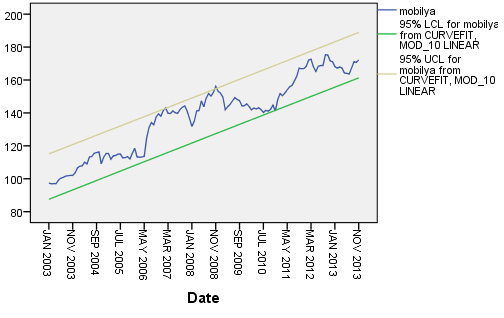 200
180
160
140
120
100
80
JAN 2003
NOV 2003
SEP 2004
JUL 2005
MAY 2006
MAR 2007
JAN 2008
NOV 2008
SEP 2009
JUL 2010
MAY 2011
MAR 2012
JAN 2013
NOV 2013
Date
mobilya
95% LCL for mobilya
from CURVEFIT,
MOD_10 LINEAR
95% UCL for
mobilya from
CURVEFIT, MOD_10
LINEAR